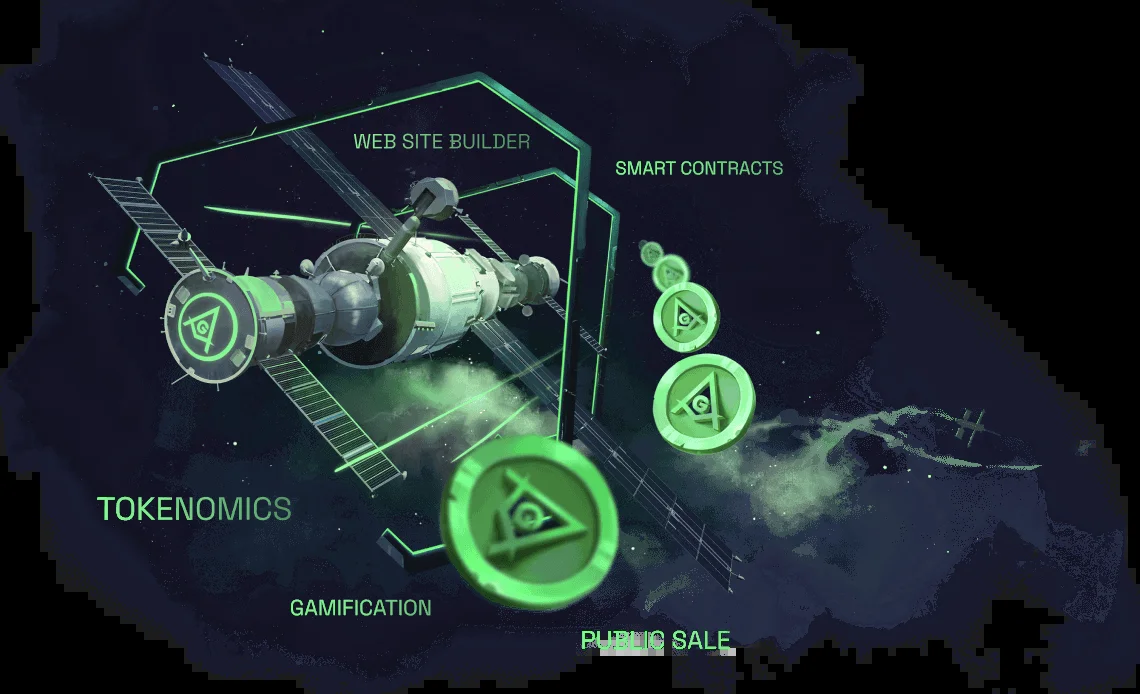 WEB SITE BUILDER
SMART CONTRACTS
G
G
G
G
TOKENOMICS
GAMIFICATION
PUBLIC SALE